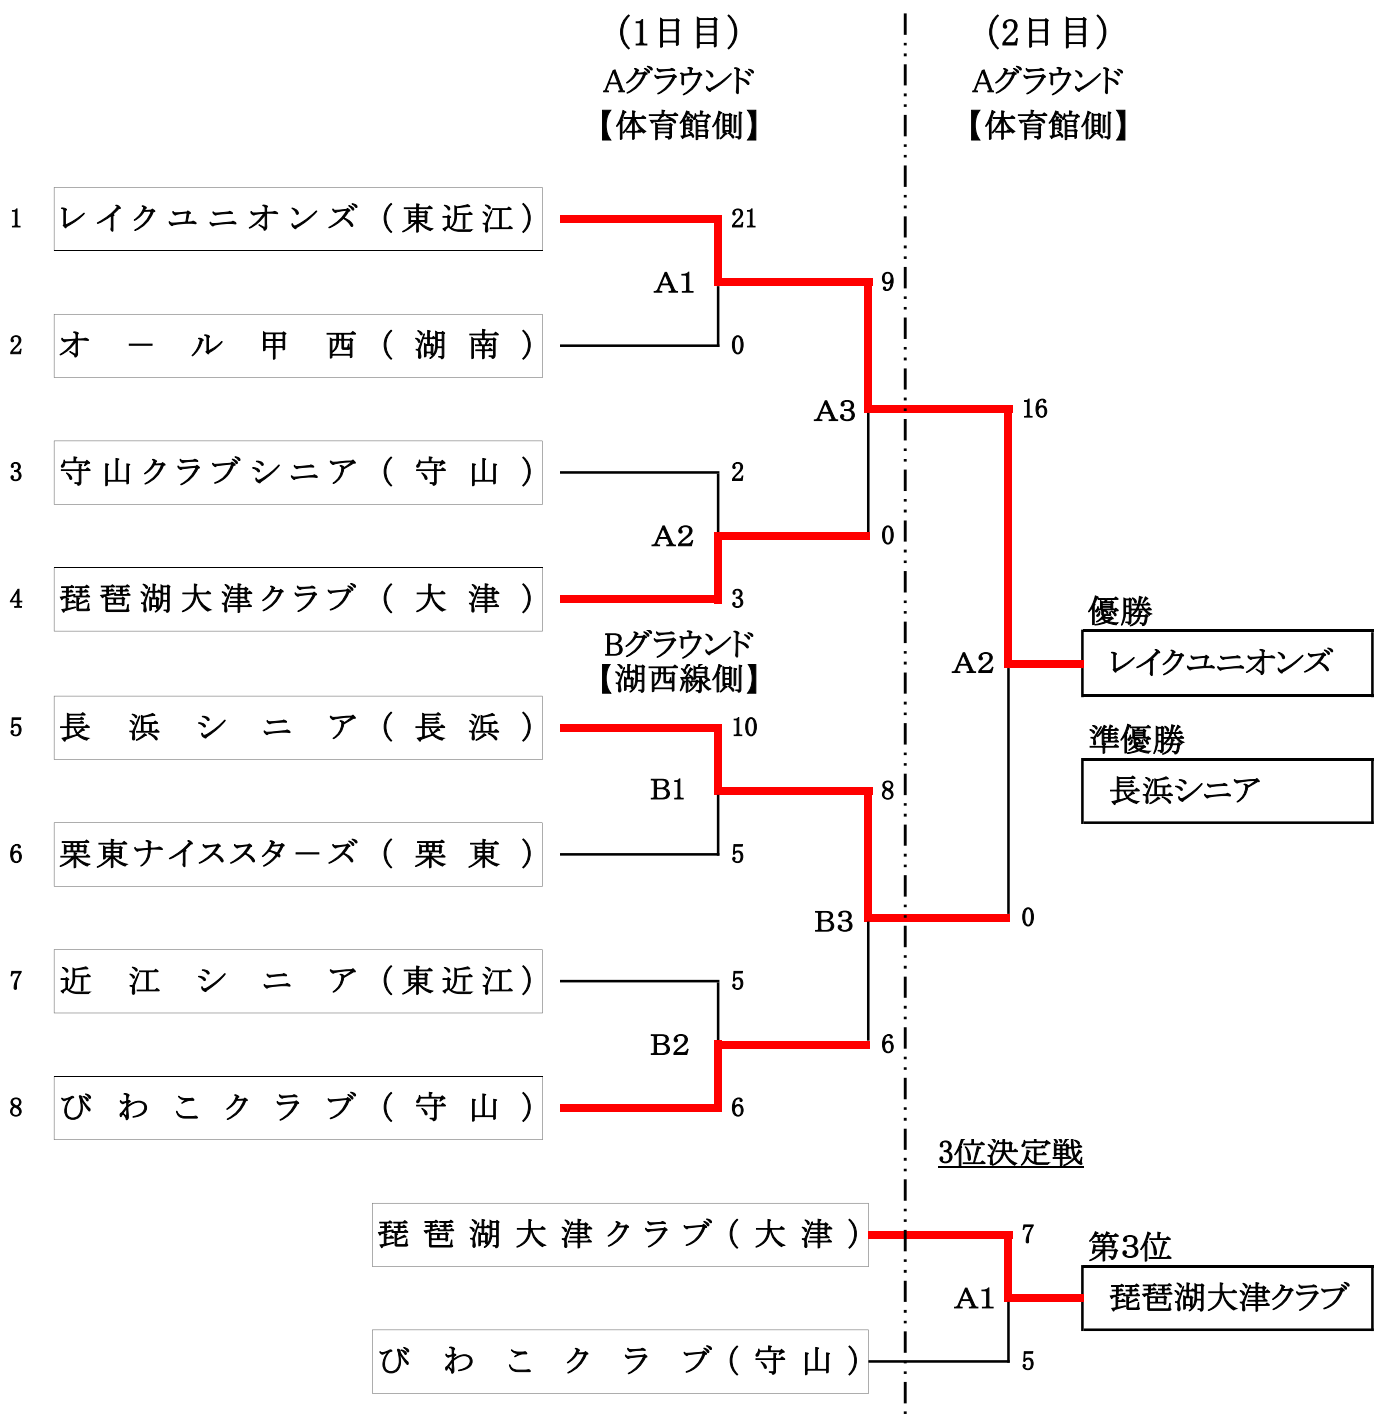 (1日目)
Aグラウンド
【体育館側】
(2日目)
Aグラウンド
【体育館側】
1 レイクユニオンズ(東近江) 21
A1 9
2 オール甲西(湖南) 0
A3 16
3 守山クラブシニア(守山) 2
A2 0
4 琵琶湖大津クラブ(大津) 3
Bグラウンド
【湖西線側】
優勝
A2 レイクユニオンズ
5 長浜シニア(長浜) 10
準優勝
長浜シニア
B1 8
6 栗東ナイススターズ(栗東) 5
B3 0
7 近江シニア(東近江) 5
B2 6
8 びわこクラブ(守山) 6
3位決定戦
琵琶湖大津クラブ(大津) 7
第3位
A1 琵琶湖大津クラブ
びわこクラブ(守山) 5